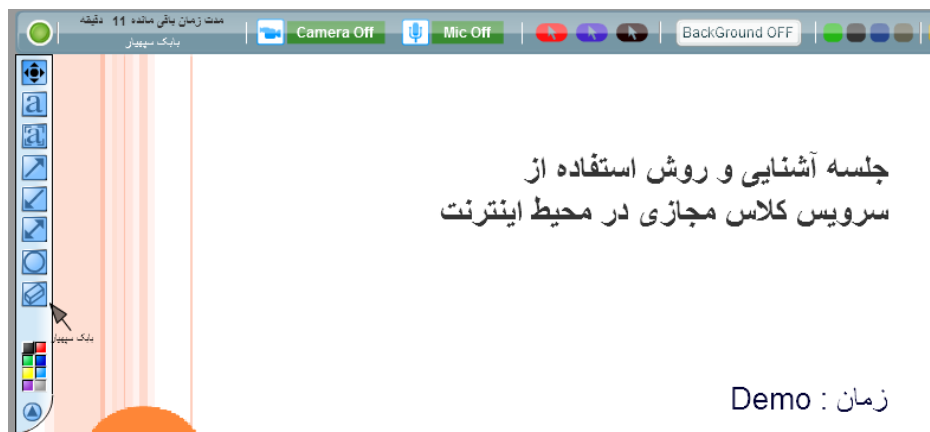 مدت زمان باقی مانده 11 دقیقه
بابک سپهیار
Camera Off
Mic Off
BackGround OFF
a
a
جلسه آشنایی و روش استفاده از
سرویس کلاس مجازی در محیط اینترنت
بابک سپهیار
زمان : Demo